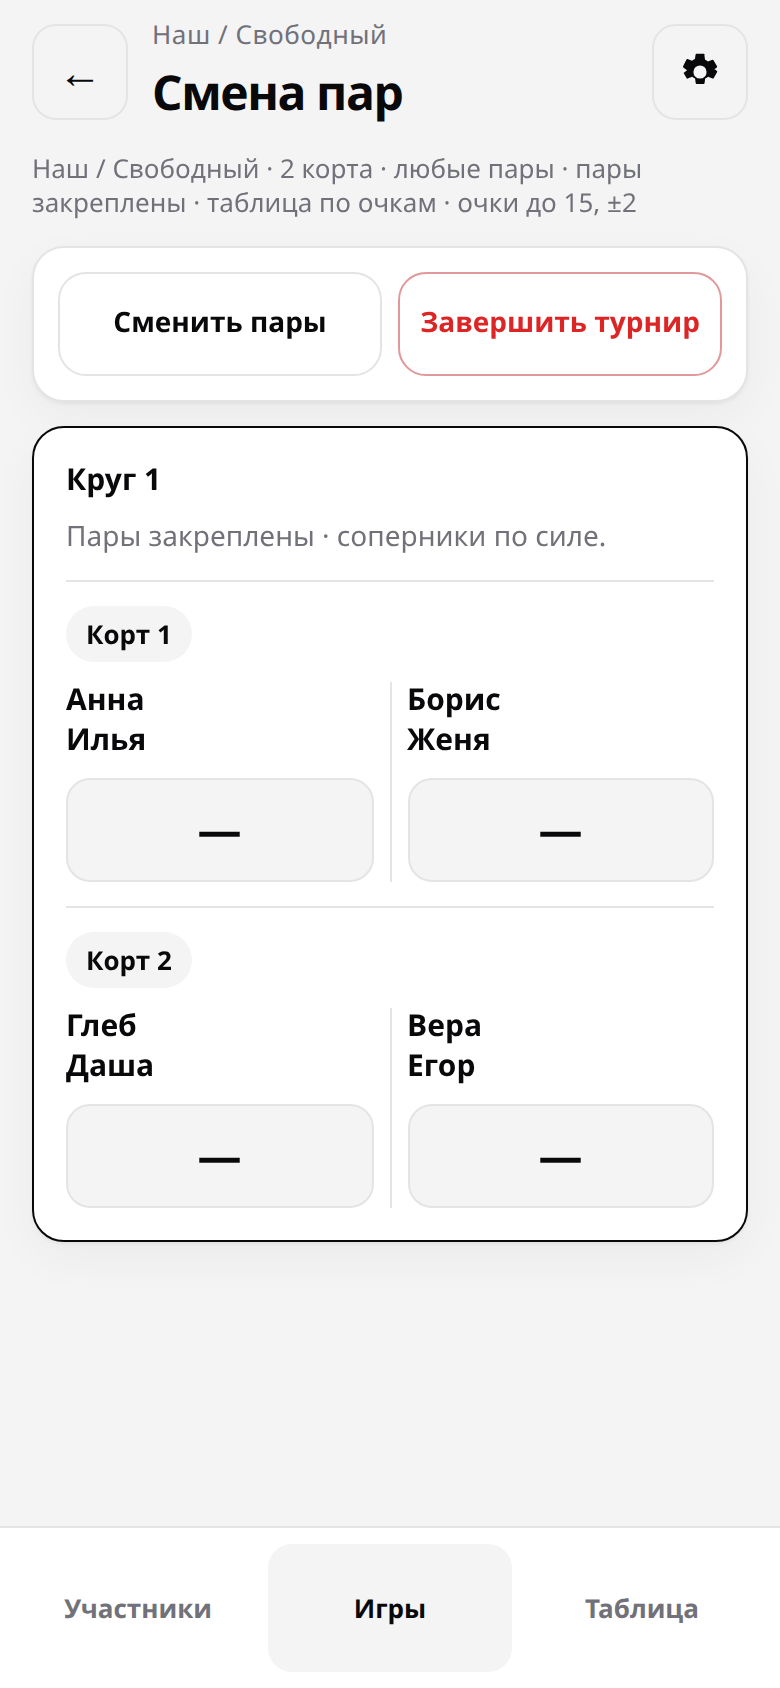 ←
Наш / Свободный
Смена пар
Наш / Свободный · 2 корта · любые пары · пары
закреплены · таблица по очкам · очки до 15, ±2
Сменить пары
Завершить турнир
Круг 1
Пары закреплены · соперники по силе.
Корт 1
Анна
Илья
Борис
Женя
—
—
Корт 2
Глеб
Даша
Вера
Егор
—
—
Участники
Игры
Таблица